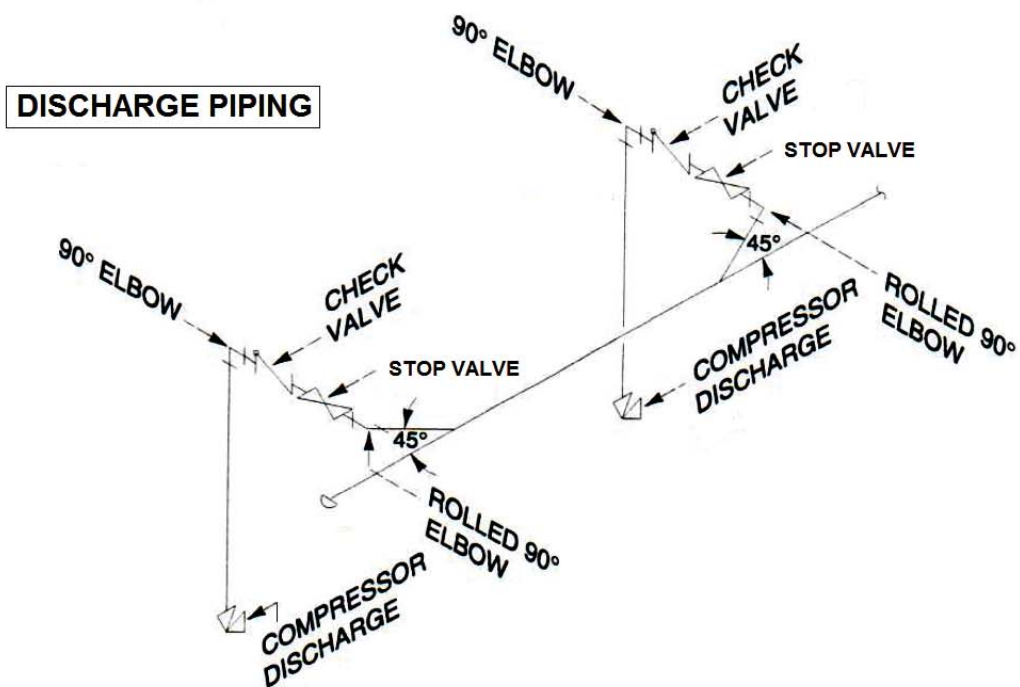 DISCHARGE PIPING
90° ELBOW
CHECK
VALVE
STOP VALVE
45°
ROLLED 90°
ELBOW
COMPRESSOR
DISCHARGE
90° ELBOW
CHECK
VALVE
STOP VALVE
45°
ROLLED 90°
ELBOW
COMPRESSOR
DISCHARGE